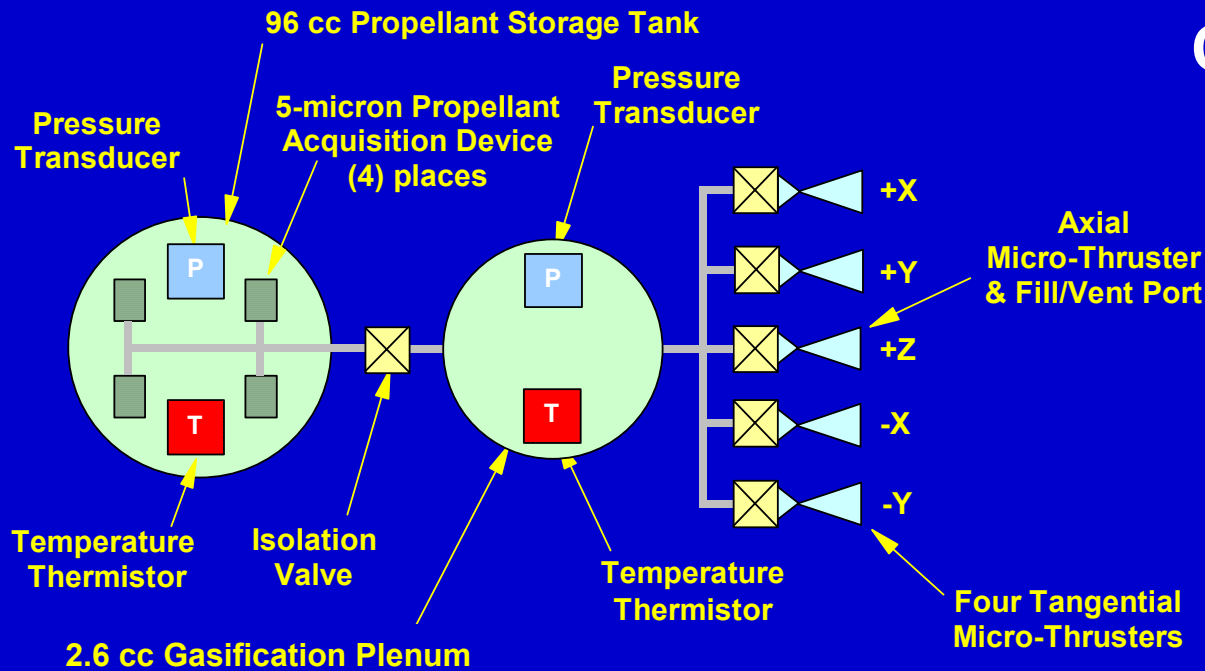 96 cc Propellant Storage Tank
Pressure
Transducer
5-micron Propellant
Acquisition Device
(4) places
Pressure
Transducer
P
T
P
T
+X
+Y
+Z
-X
-Y
Axial
Micro-Thruster
& Fill/Vent Port
Temperature
Thermistor
Isolation
Valve
Temperature
Thermistor
Four Tangential
Micro-Thrusters
2.6 cc Gasification Plenum